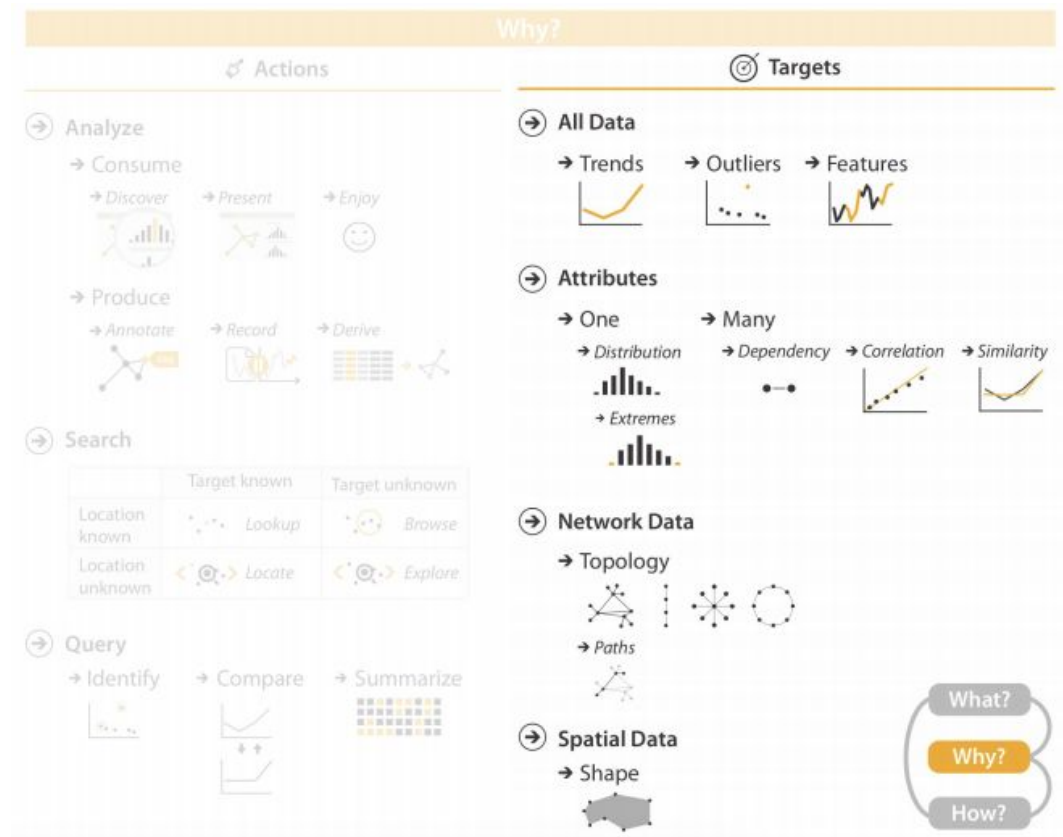 Why?
Actions
Analyze
Consume
Discover
Present
Enjoy
Produce
Annotate
Record
Derive
Search
Target known
Target unknown
Location known
Lookup
Browse
Location unknown
Locate
Explore
Query
Identify
Compare
Summarize
Targets
All Data
Trends
Outliers
Features
Attributes
One
Many
Distribution
Dependency
Correlation
Similarity
Extremes
Network Data
Topology
Paths
Spatial Data
Shape
What?
Why?
How?